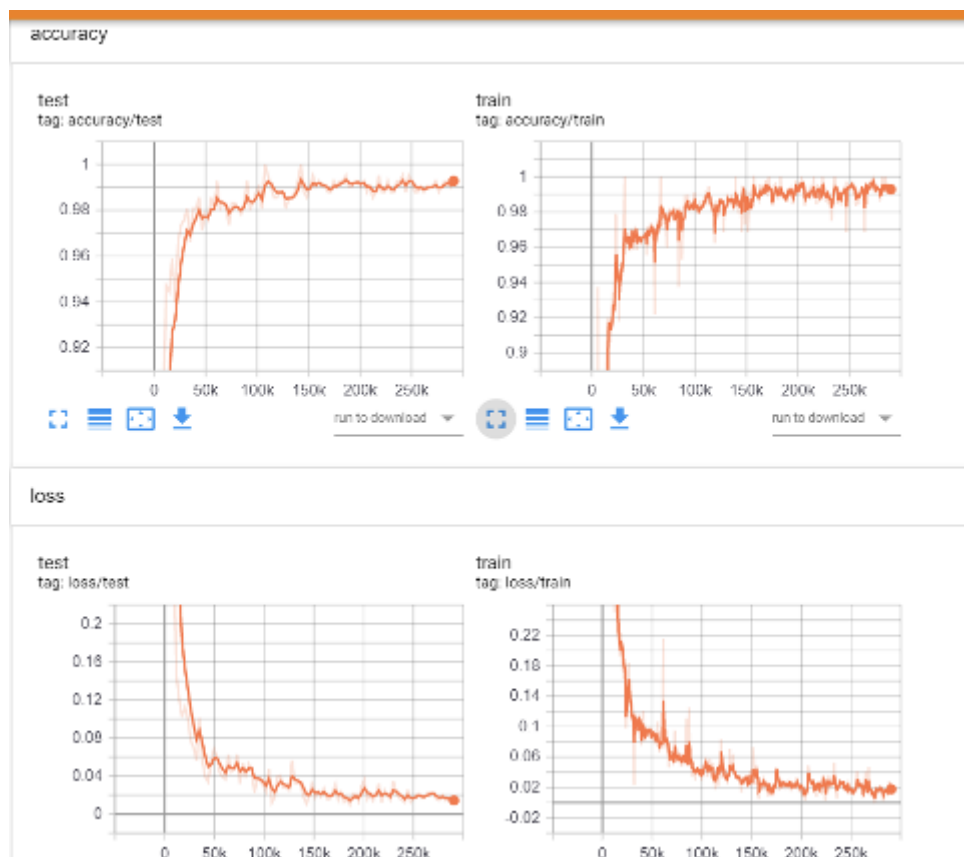 accuracy
test
tag: accuracy/test
1
0.98
0.96
0.94
0.92
0 50k 100k 150k 200k 250k
run to download
train
tag: accuracy/train
1
0.98
0.96
0.94
0.92
0.9
0 50k 100k 150k 200k 250k
run to download
loss
test
tag: loss/test
0.2
0.16
0.12
0.08
0.04
0
0 50k 100k 150k 200k 250k
train
tag: loss/train
0.22
0.18
0.14
0.1
0.06
0.02
-0.02
0 50k 100k 150k 200k 250k